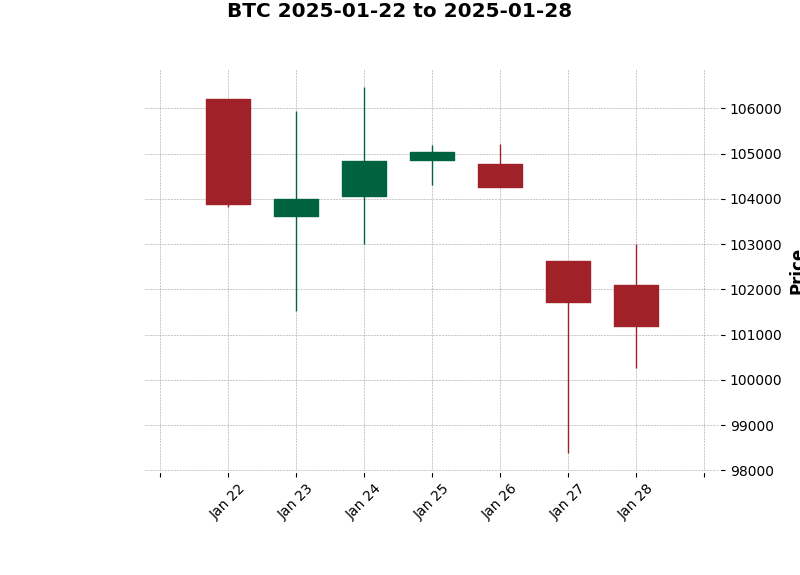 BTC 2025-01-22 to 2025-01-28
106000
105000
104000
103000
102000
101000
100000
99000
98000
Price
Jan 22
Jan 23
Jan 24
Jan 25
Jan 26
Jan 27
Jan 28